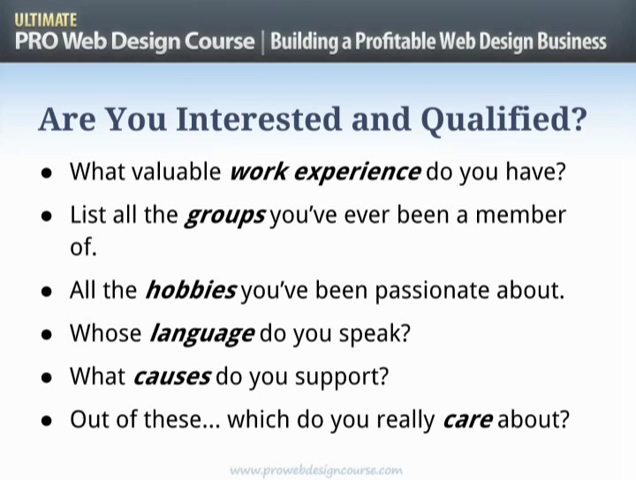 ULTIMATE
PRO Web Design Course | Building a Profitable Web Design Business
Are You Interested and Qualified?
● What valuable work experience do you have?
● List all the groups you've ever been a member
of.
● All the hobbies you've been passionate about.
● Whose language do you speak?
● What causes do you support?
● Out of these... which do you really care about?
www.prowebdesigncourse.com